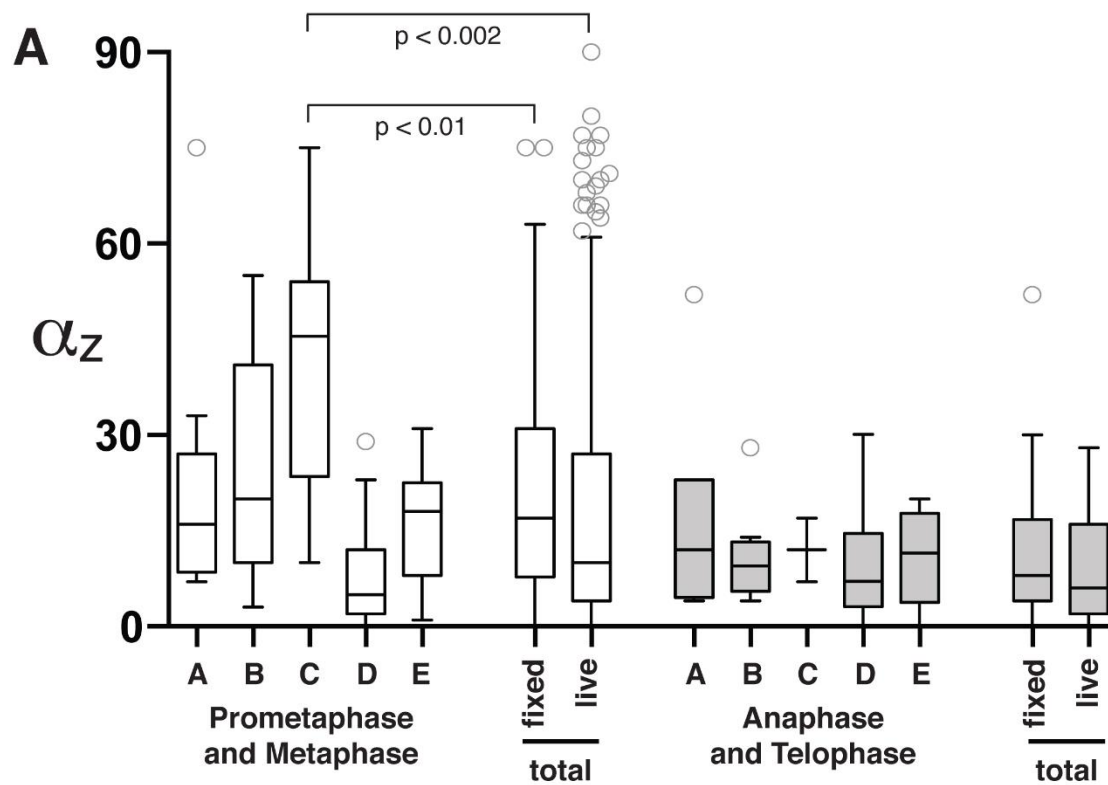 A
p < 0.002
p < 0.01
90
60
30
0
αz
A B C D E fixed live A B C D E fixed live
Prometaphase
and Metaphase
total
Anaphase
and Telophase
total